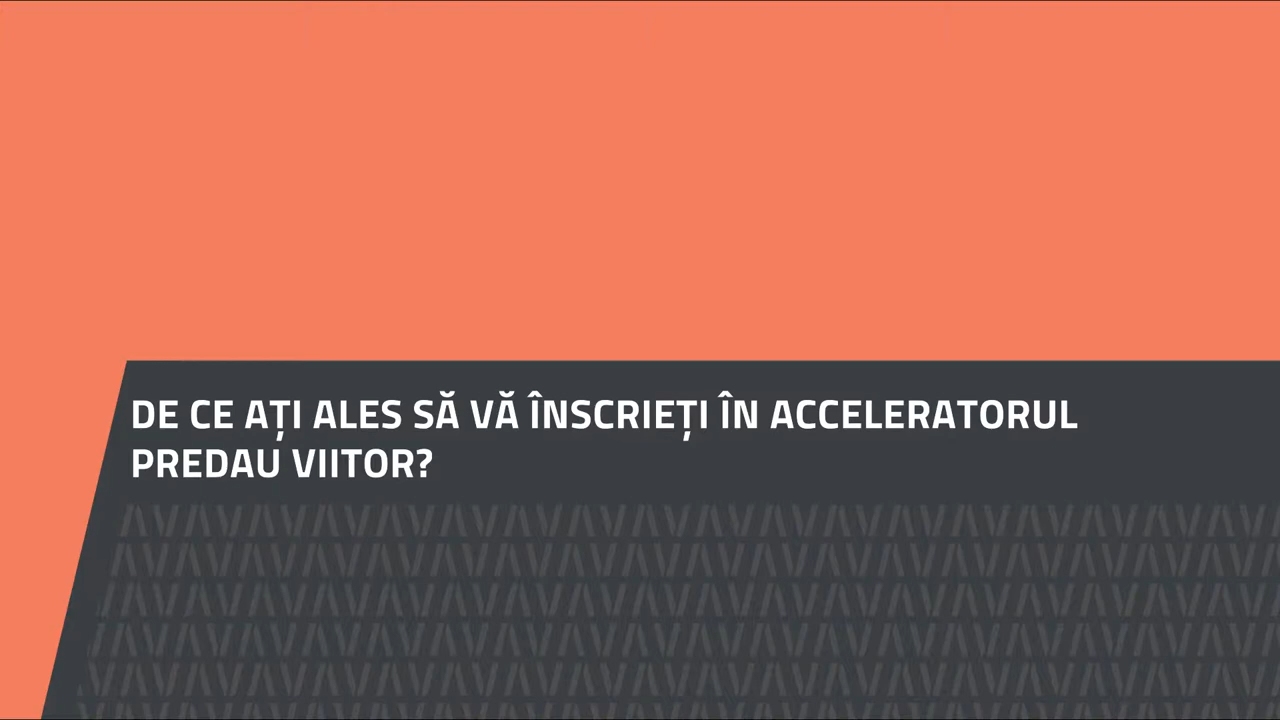 DE CE AȚI ALES SĂ VĂ ÎNSCRIEȚI ÎN ACCELERATORUL
PREDAU VIITOR?